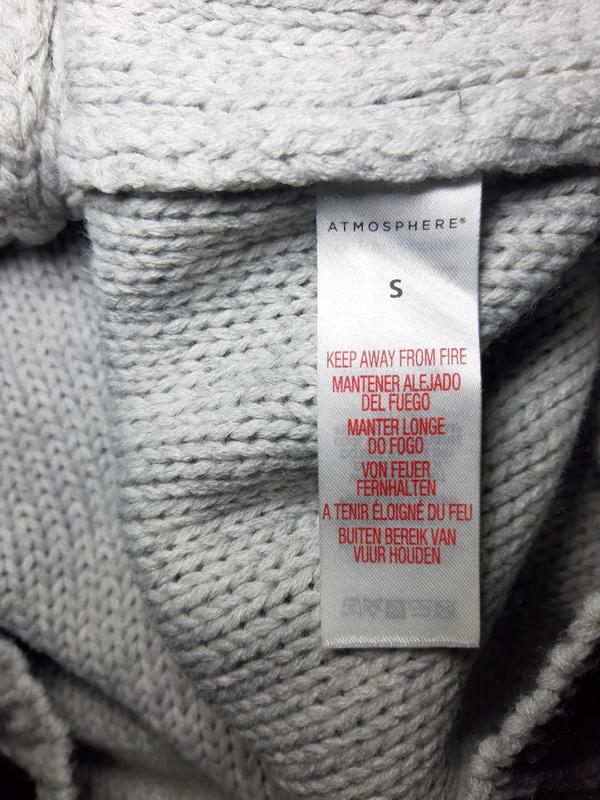 ATMOSPHERE®
S
KEEP AWAY FROM FIRE
MANTENER ALEJADO
DEL FUEGO
MANTER LONGE
DO FOGO
VON FEUER
FERNHALTEN
A TENIR ÉLOIGNÉ DU FEU
BUITEN BEREIK VAN
VUUR HOUDEN